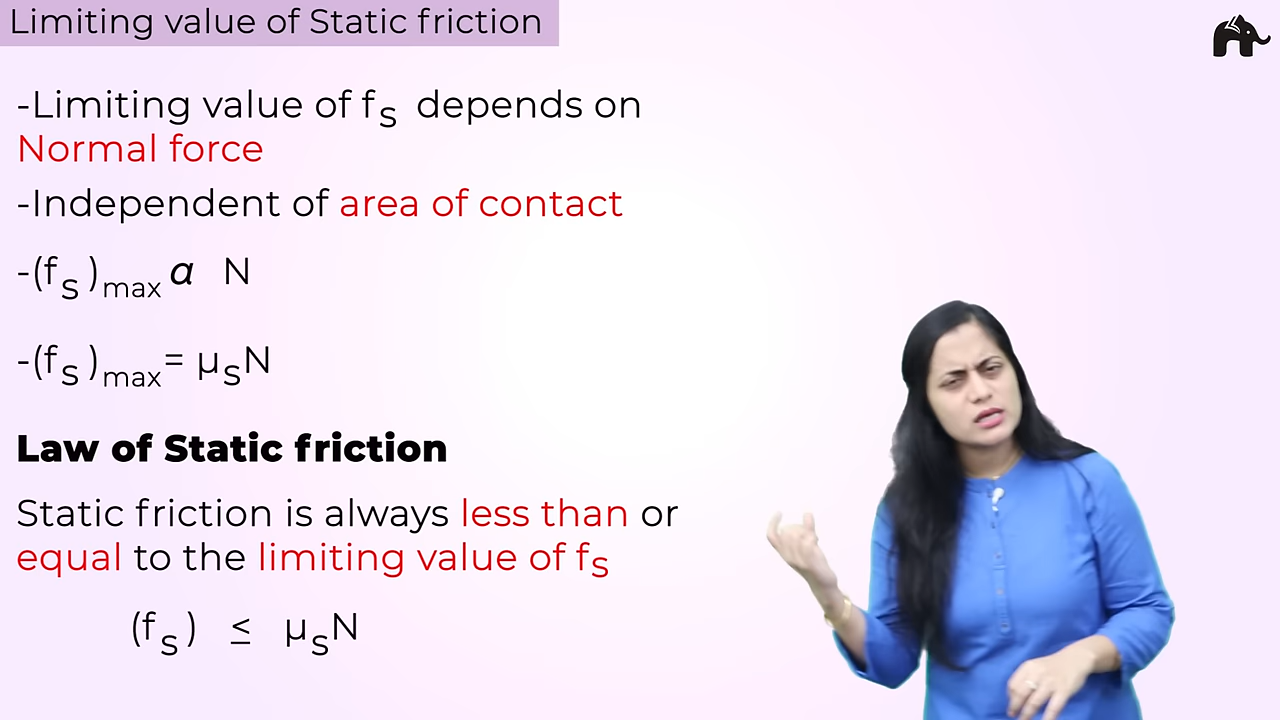 Limiting value of Static friction
-Limiting value of fs depends on
Normal force
-Independent of area of contact
-(fs)max α N
-(fs)max = μsN
Law of Static friction
Static friction is always less than or
equal to the limiting value of fs
(fs) ≤ μsN